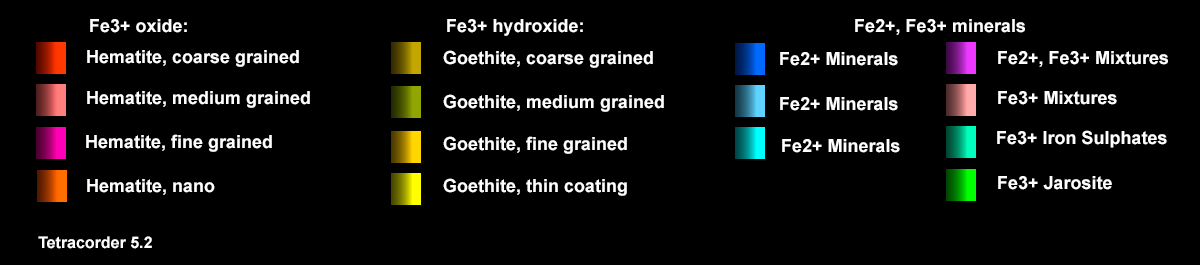 Fe3+ oxide:
Hematite, coarse grained
Hematite, medium grained
Hematite, fine grained
Hematite, nano
Fe3+ hydroxide:
Goethite, coarse grained
Goethite, medium grained
Goethite, fine grained
Goethite, thin coating
Fe2+, Fe3+ minerals
Fe2+ Minerals
Fe2+ Minerals
Fe2+ Minerals
Fe2+, Fe3+ Mixtures
Fe3+ Mixtures
Fe3+ Iron Sulphates
Fe3+ Jarosite
Tetracorder 5.2